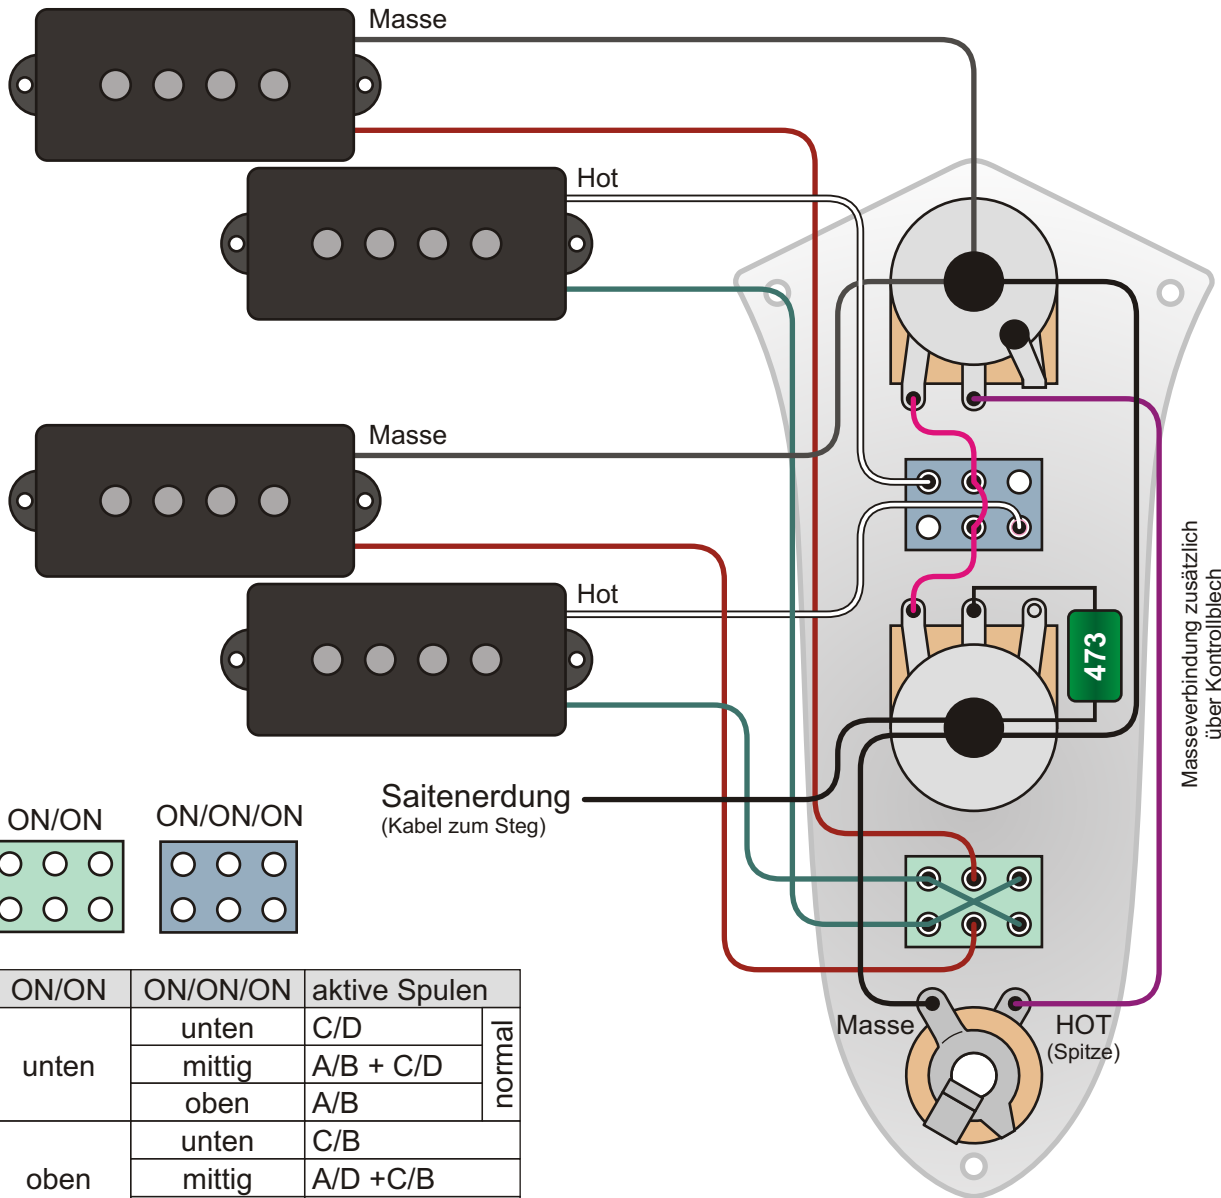 Masse
Hot
Masse
Hot
473
Masseverbindung zusätzlich
über Kontrollblech
Saitenerdung
(Kabel zum Steg)
ON/ON
ON/ON/ON
Masse
HOT
(Spitze)
ON/ON ON/ON/ON aktive Spulen
unten unten C/D normal
mittig A/B + C/D
oben A/B
oben unten C/B
mittig A/D +C/B